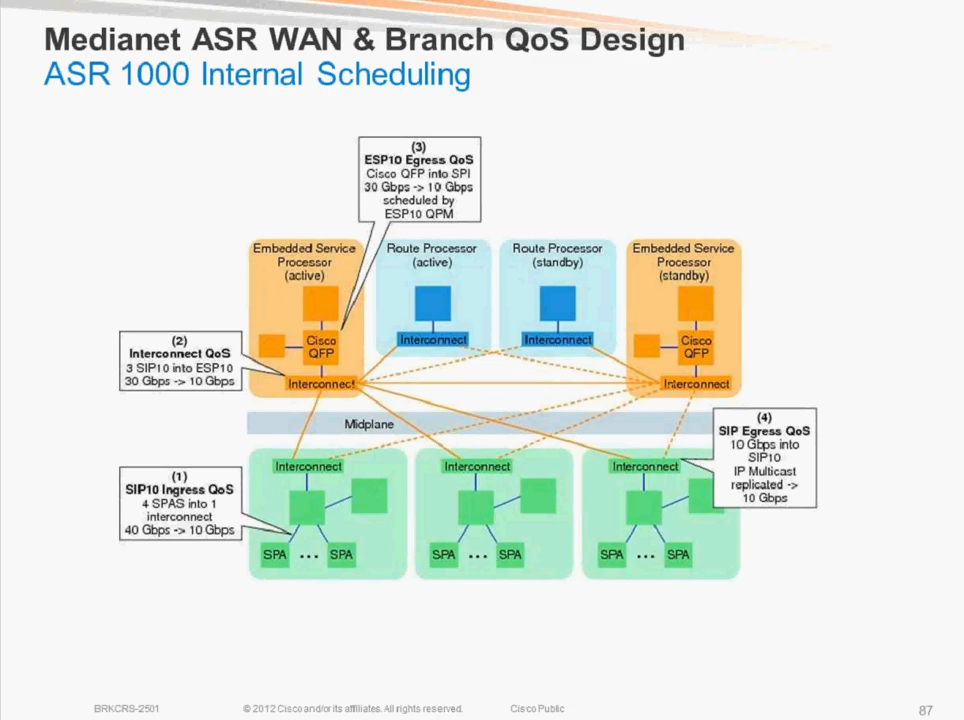 Medianet ASR WAN & Branch QoS Design
ASR 1000 Internal Scheduling
(3)
ESP10 Egress QoS
Cisco QFP into SPI
30 Gbps -> 10 Gbps
scheduled by
ESP10 QPM
Embedded Service
Processor
(active)
Route Processor
(active)
Route Processor
(standby)
Embedded Service
Processor
(standby)
Cisco
QFP
Interconnect
Interconnect
Interconnect
Cisco
QFP
Interconnect
(2)
Interconnect QoS
3 SIP10 into ESP10
30 Gbps -> 10 Gbps
Midplane
(4)
SIP Egress QoS
10 Gbps into
SIP10
IP Multicast
replicated ->
10 Gbps
Interconnect
Interconnect
Interconnect
(1)
SIP10 Ingress QoS
4 SPAS into 1
interconnect
40 Gbps -> 10 Gbps
SPA ... SPA
SPA ... SPA
SPA ... SPA
BRKCRS-2501
© 2012 Cisco and/or its affiliates. All rights reserved.
Cisco Public
87